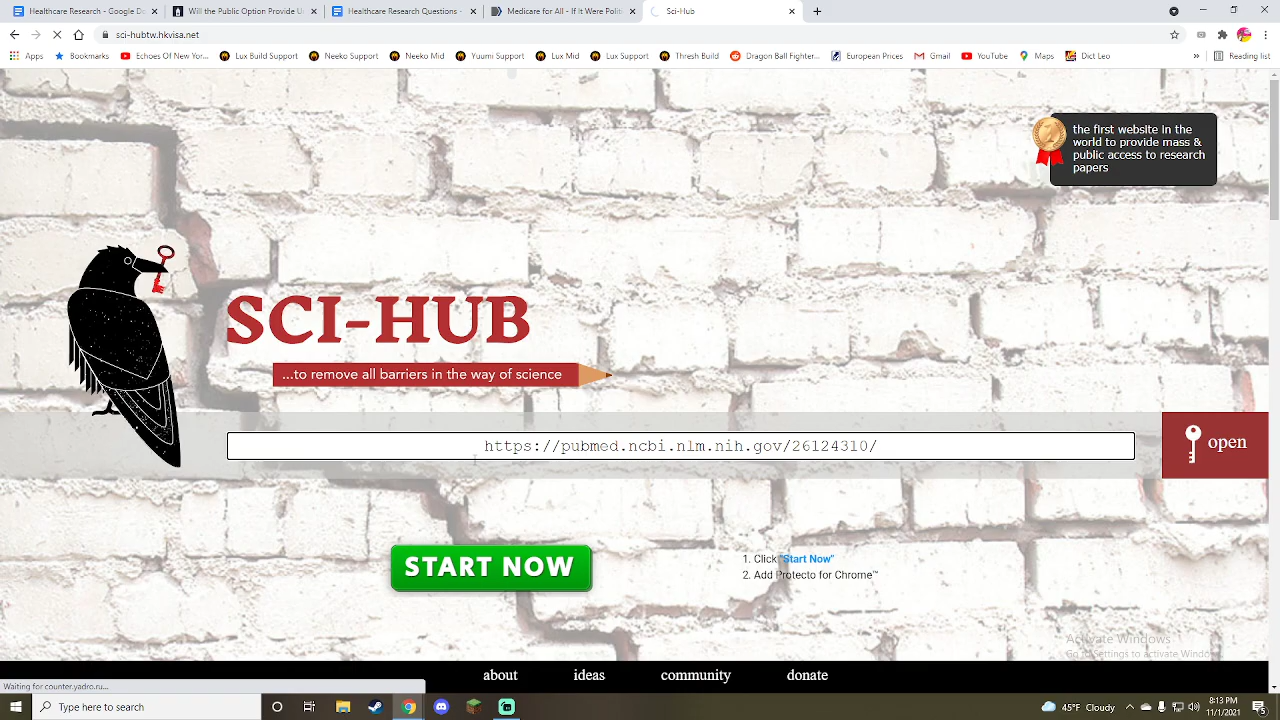 Healthcare Research - Google Do
Will the Public Option Provide Us
Healthcare Research Questions -
Medicare for All - If It Were Politi
Sci-Hub
sci-hubtw.hkvisa.net
Apps
Bookmarks
Echoes Of New Yor...
Lux Build Support
Neeko Support
Neeko Mid
Yuumi Support
Lux Mid
Lux Support
Thresh Build
Dragon Ball Fighter...
European Prices
Gmail
YouTube
Maps
Dict Leo
»
Reading list
the first website in the
world to provide mass &
public access to research
papers
SCI-HUB
...to remove all barriers in the way of science
https://pubmed.ncbi.nlm.nih.gov/26124310/
open
START NOW
1. Click "Start Now"
2. Add Protecto for Chrome™
Activate Windows
Go to Settings to activate Windows.
about
ideas
community
donate
Waiting for counter.yadro.ru...
Type here to search
45°F Cloudy
8:13 PM
11/1/2021